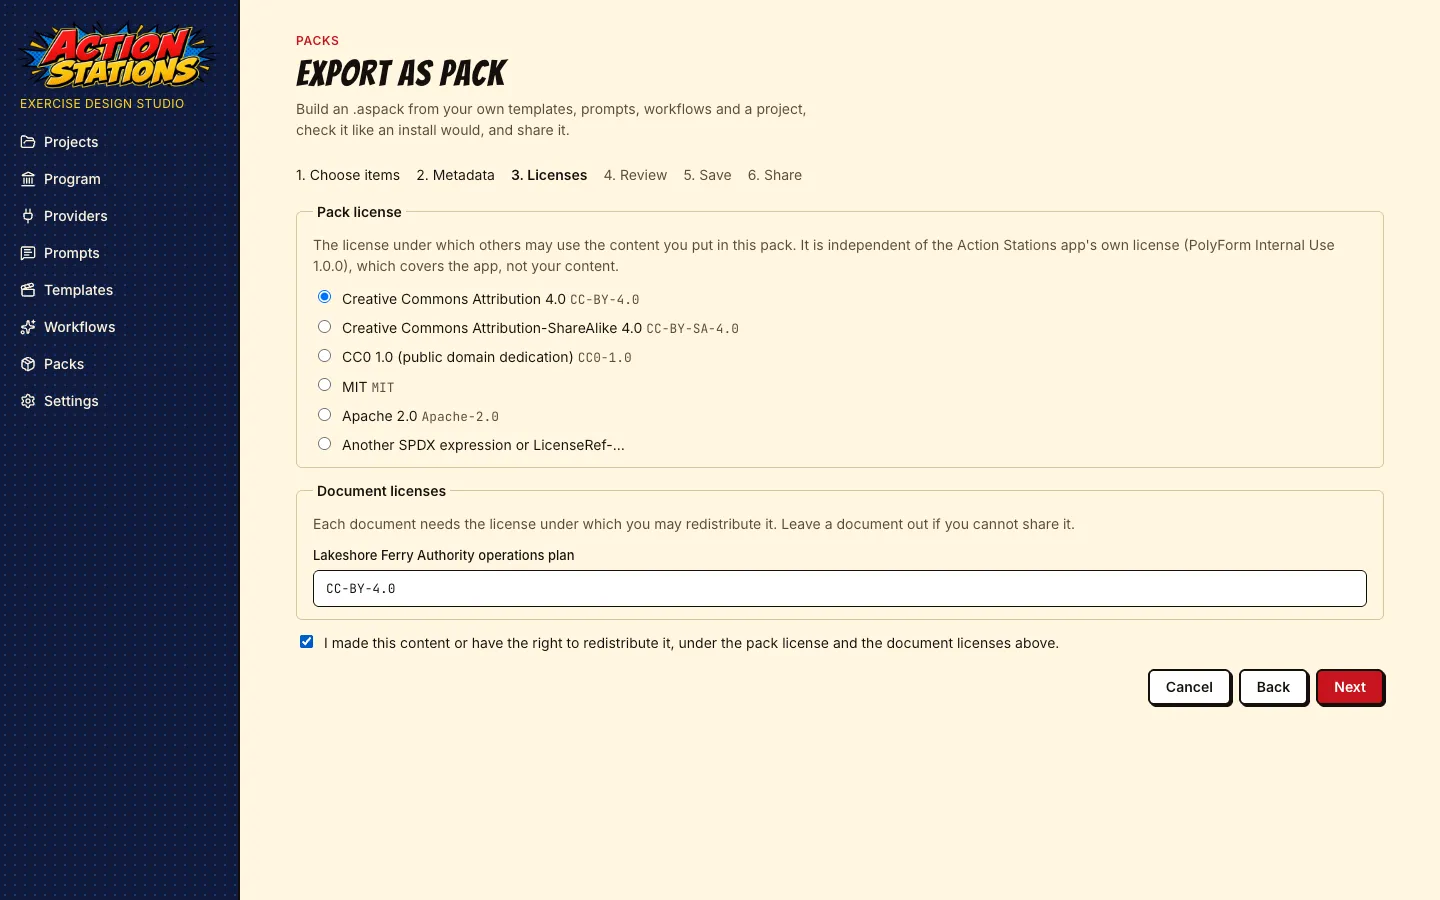 ACTION
STATIONS
EXERCISE DESIGN STUDIO
Projects
Program
Providers
Prompts
Templates
Workflows
Packs
Settings
PACKS
EXPORT AS PACK
Build an .aspack from your own templates, prompts, workflows and a project,
check it like an install would, and share it.
1. Choose items 2. Metadata 3. Licenses 4. Review 5. Save 6. Share
Pack license
The license under which others may use the content you put in this pack. It is independent of the Action Stations app's own license (PolyForm Internal Use
1.0.0), which covers the app, not your content.
Creative Commons Attribution 4.0 CC-BY-4.0
Creative Commons Attribution-ShareAlike 4.0 CC-BY-SA-4.0
CC0 1.0 (public domain dedication) CC0-1.0
MIT MIT
Apache 2.0 Apache-2.0
Another SPDX expression or LicenseRef-...
Document licenses
Each document needs the license under which you may redistribute it. Leave a document out if you cannot share it.
Lakeshore Ferry Authority operations plan
CC-BY-4.0
I made this content or have the right to redistribute it, under the pack license and the document licenses above.
Cancel Back Next